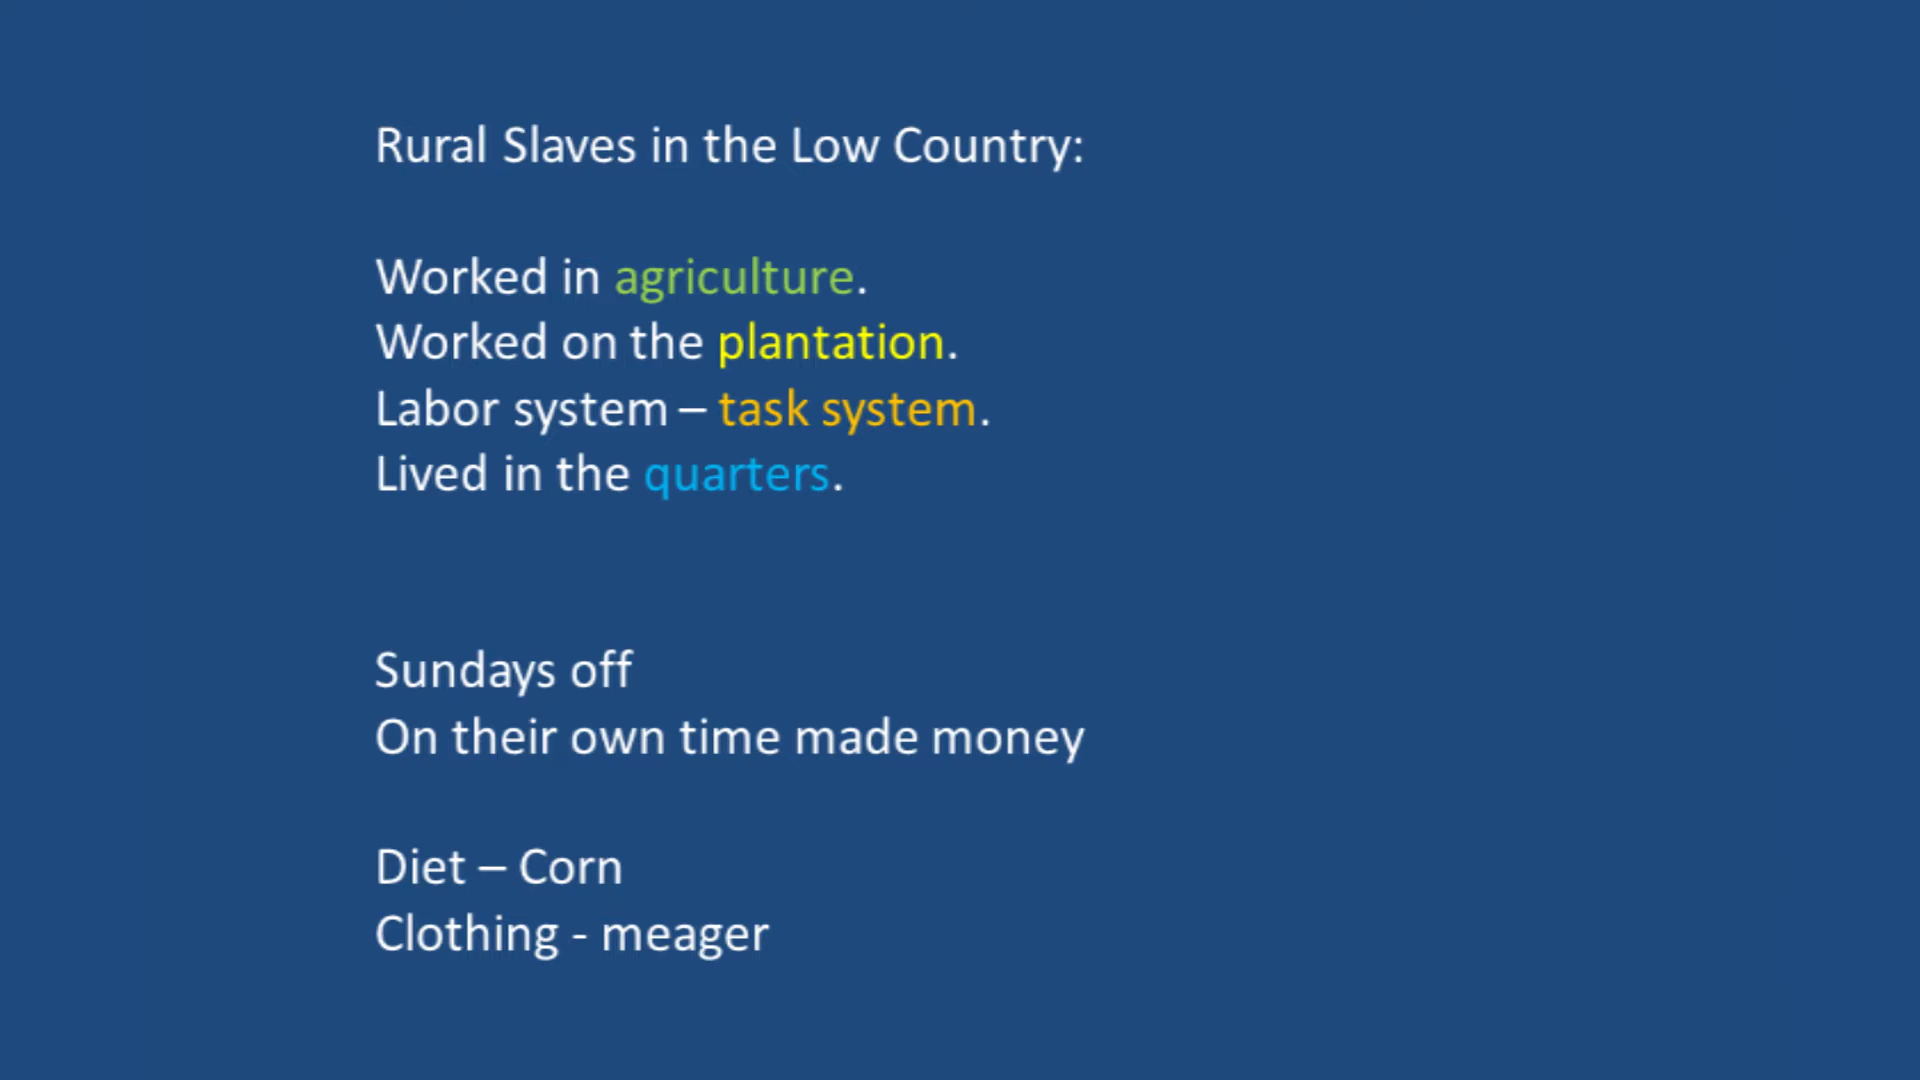 Rural Slaves in the Low Country:
Worked in agriculture.
Worked on the plantation.
Labor system – task system.
Lived in the quarters.
Sundays off
On their own time made money
Diet – Corn
Clothing - meager